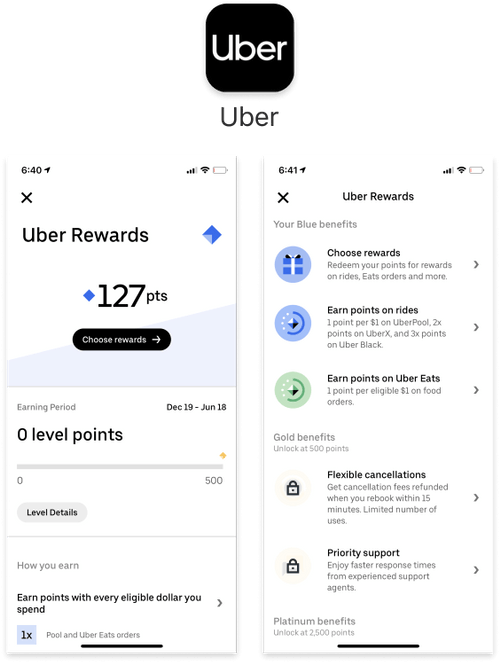 Uber
Uber
6:40
Uber Rewards
127pts
Choose rewards →
Earning Period
Dec 19 - Jun 18
0 level points
0
500
Level Details
How you earn
Earn points with every eligible dollar you
spend
1x
Pool and Uber Eats orders
6:41
Uber Rewards
Your Blue benefits
Choose rewards
Redeem your points for rewards
on rides, Eats orders and more.
Earn points on rides
1 point per $1 on UberPool, 2x
points on UberX, and 3x points
on Uber Black.
Earn points on Uber Eats
1 point per eligible $1 on food
orders.
Gold benefits
Unlock at 500 points
Flexible cancellations
Get cancellation fees refunded
when you rebook within 15
minutes. Limited number of
uses.
Priority support
Enjoy faster response times
from experienced support
agents.
Platinum benefits
Unlock at 2,500 points